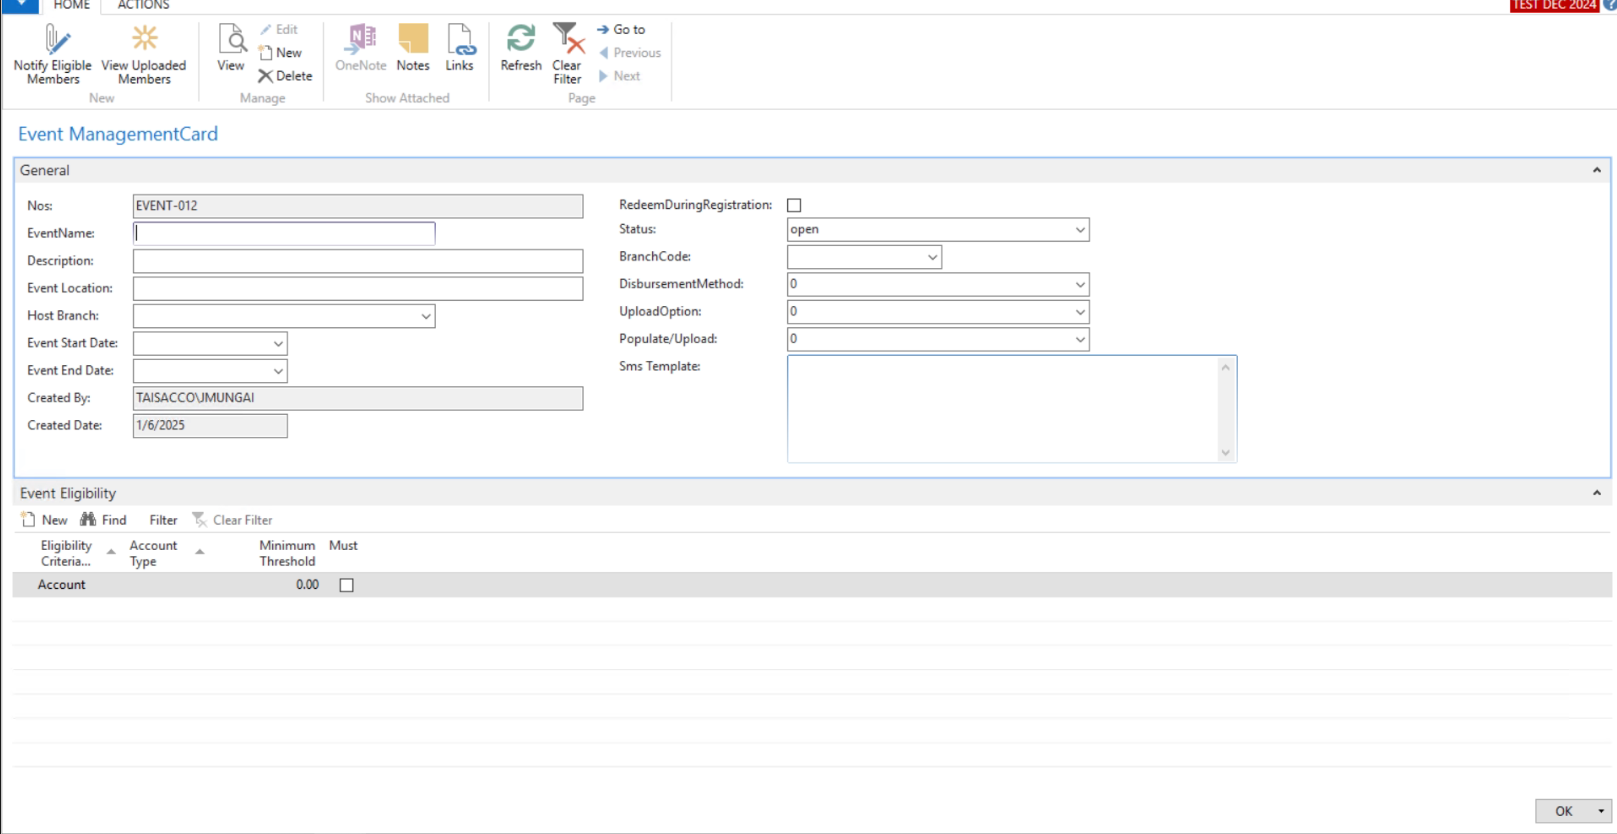 HOME ACTIONS TEST DEC 2024
Notify Eligible Members
View Uploaded Members
New
View
Edit
New
Delete
Manage
OneNote
Notes
Links
Show Attached
Refresh
Clear Filter
Go to
Previous
Next
Page
Event ManagementCard
General
Nos: EVENT-012
EventName:
Description:
Event Location:
Host Branch:
Event Start Date:
Event End Date:
Created By: TAISACCO\JMUNGAI
Created Date: 1/6/2025
RedeemDuringRegistration:
Status: open
BranchCode:
DisbursementMethod: 0
UploadOption: 0
Populate/Upload: 0
Sms Template:
Event Eligibility
New Find Filter Clear Filter
Eligibility Criteria... Account Type Minimum Threshold Must
Account 0.00
OK